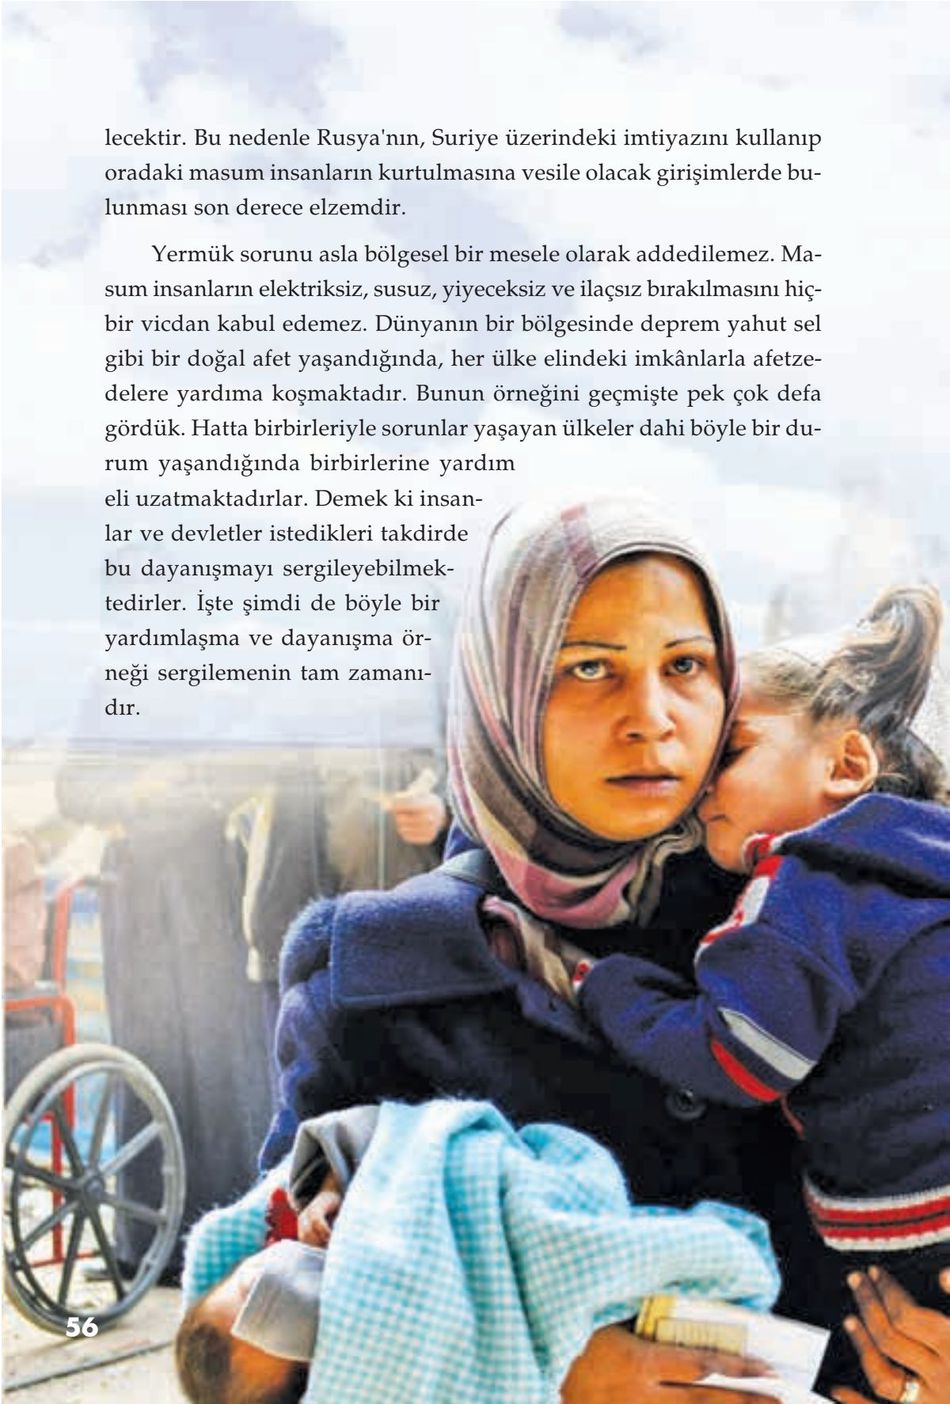 lecektir. Bu nedenle Rusya'nın, Suriye üzerindeki imtiyazını kullanıp
oradaki masum insanların kurtulmasına vesile olacak girişimlerde bu-
lunması son derece elzemdir.
Yermük sorunu asla bölgesel bir mesele olarak addedilemez. Ma-
sum insanların elektriksiz, susuz, yiyeceksiz ve ilaçsız bırakılmasını hiç-
bir vicdan kabul edemez. Dünyanın bir bölgesinde deprem yahut sel
gibi bir doğal afet yaşandığında, her ülke elindeki imkânlarla afetze-
delere yardıma koşmaktadır. Bunun örneğini geçmişte pek çok defa
gördük. Hatta birbirleriyle sorunlar yaşayan ülkeler dahi böyle bir du-
rum yaşandığında birbirlerine yardım
eli uzatmaktadırlar. Demek ki insan-
lar ve devletler istedikleri takdirde
bu dayanışmayı sergileyebilmek-
tedirler. İşte şimdi de böyle bir
yardımlaşma ve dayanışma ör-
neği sergilemenin tam zamanı-
dır.
56